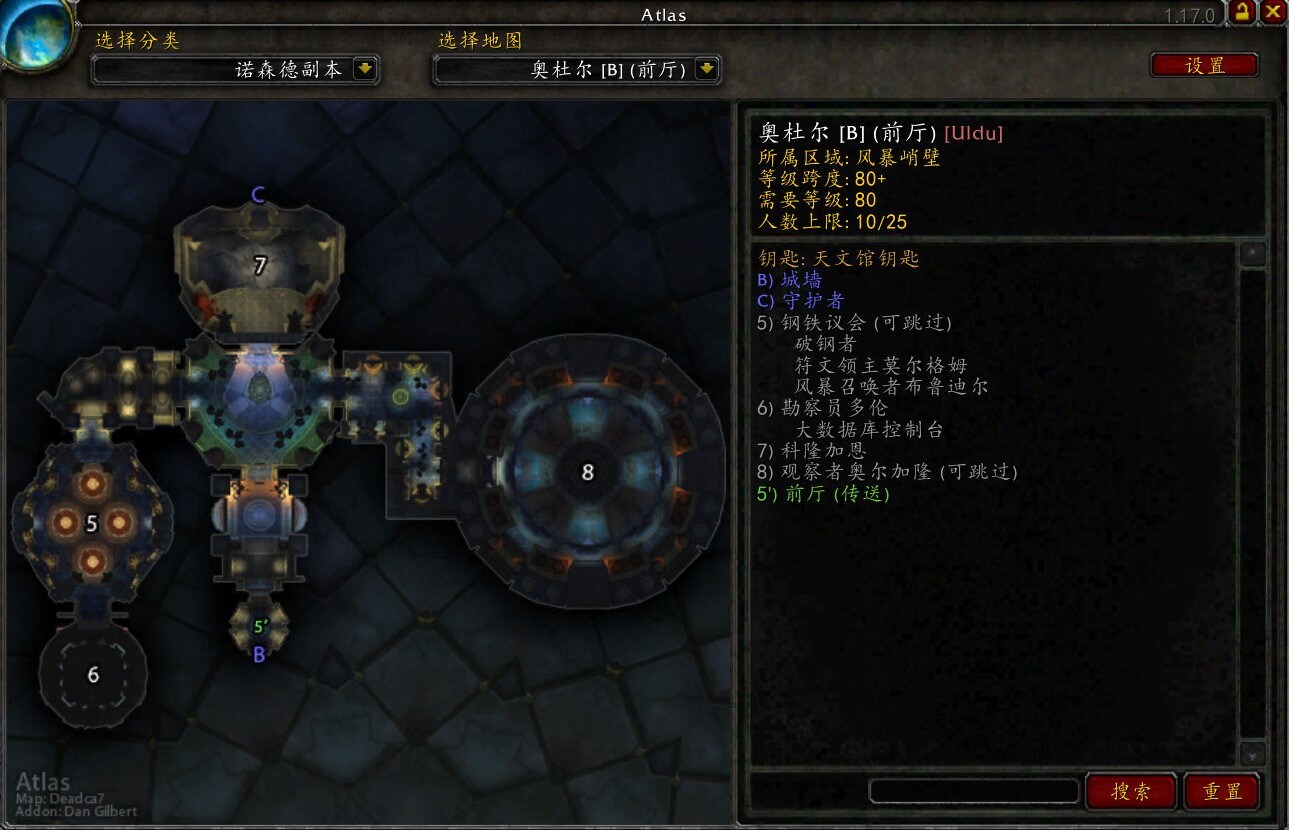 Atlas
1.17.0
选择分类
选择地图
诺森德副本
奥杜尔 [B] (前厅)
设置
C
7
8
5
6
5'
B
Atlas
Map: Deadca7
Addon: Dan Gilbert
奥杜尔 [B] (前厅) [Uldu]
所属区域: 风暴峭壁
等级跨度: 80+
需要等级: 80
人数上限: 10/25
钥匙: 天文馆钥匙
B) 城墙
C) 守护者
5) 钢铁议会 (可跳过)
破钢者
符文领主莫尔格姆
风暴召唤者布鲁迪尔
6) 勘察员多伦
大数据库控制台
7) 科隆加恩
8) 观察者奥尔加隆 (可跳过)
5') 前厅 (传送)
搜索
重置